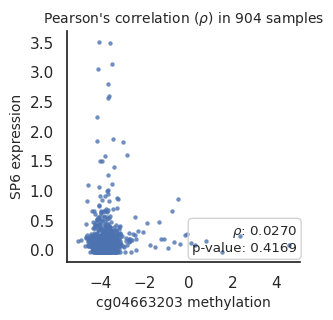 Pearson's correlation (ρ) in 904 samples
3.5
3.0
2.5
2.0
1.5
1.0
0.5
0.0
SP6 expression
ρ: 0.0270
p-value: 0.4169
−4 −2 0 2 4
cg04663203 methylation